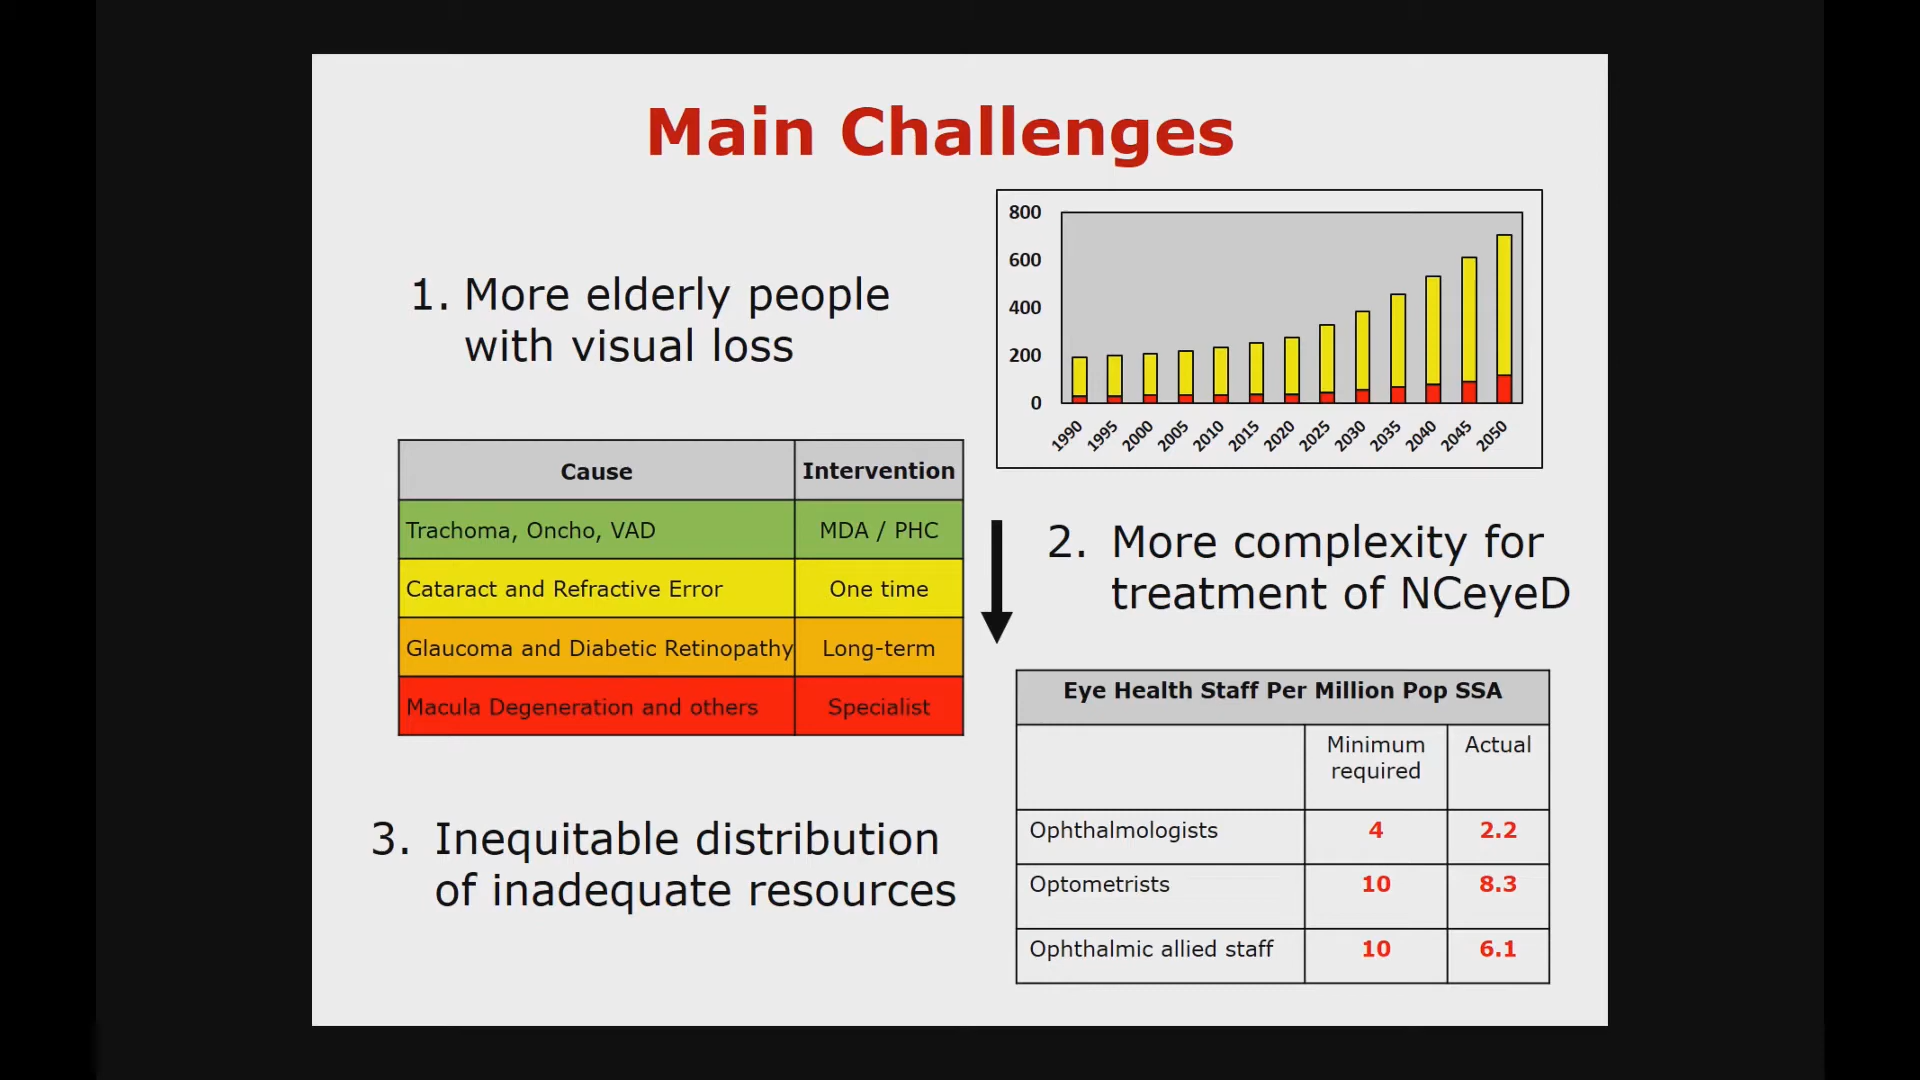 Main Challenges
1. More elderly people
with visual loss
800
600
400
200
0
1990 1995 2000 2005 2010 2015 2020 2025 2030 2035 2040 2045 2050
Cause Intervention
Trachoma, Oncho, VAD MDA / PHC
Cataract and Refractive Error One time
Glaucoma and Diabetic Retinopathy Long-term
Macula Degeneration and others Specialist
2. More complexity for
treatment of NCeyeD
3. Inequitable distribution
of inadequate resources
Eye Health Staff Per Million Pop SSA
Minimum Actual
required
Ophthalmologists 4 2.2
Optometrists 10 8.3
Ophthalmic allied staff 10 6.1